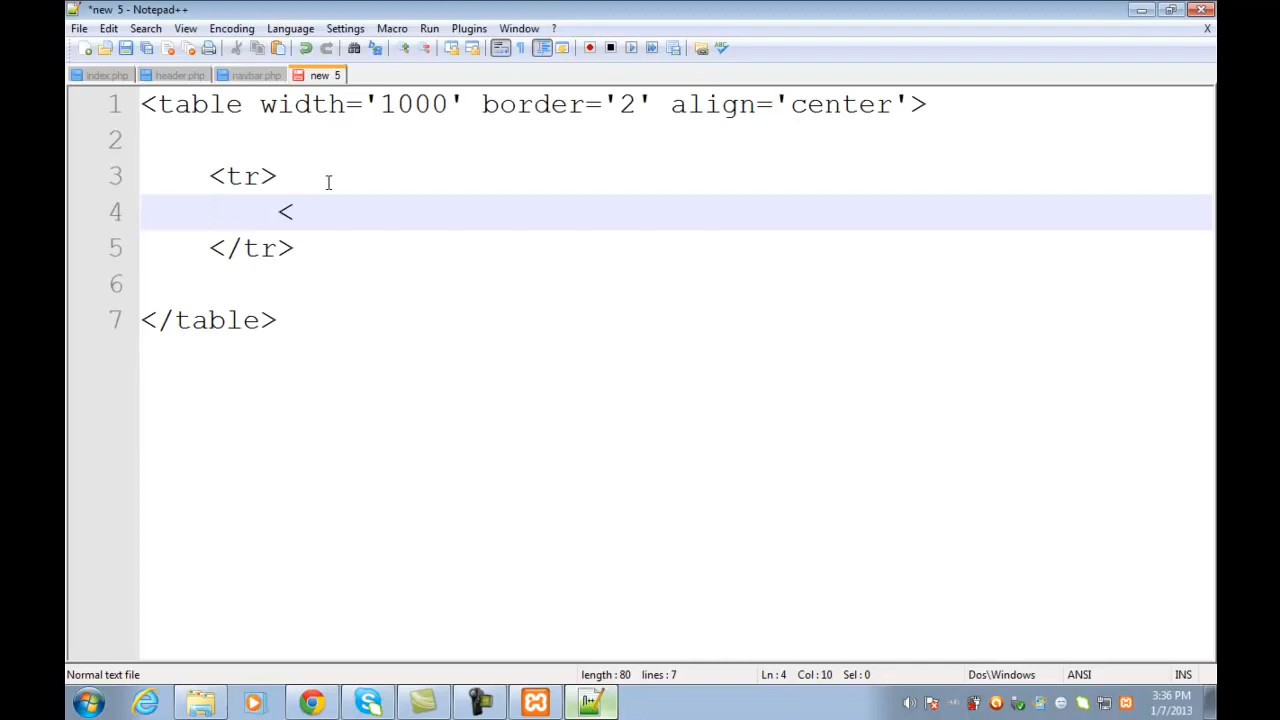 *new 5 - Notepad++
File Edit Search View Encoding Language Settings Macro Run Plugins Window ? X
index.php header.php navbar.php new 5
1 <table width='1000' border='2' align='center'>
2
3 <tr>
4 <
5 </tr>
6
7 </table>
Normal text file length : 80 lines : 7 Ln : 4 Col : 10 Sel : 0 Dos\Windows ANSI INS
3:36 PM
1/7/2013